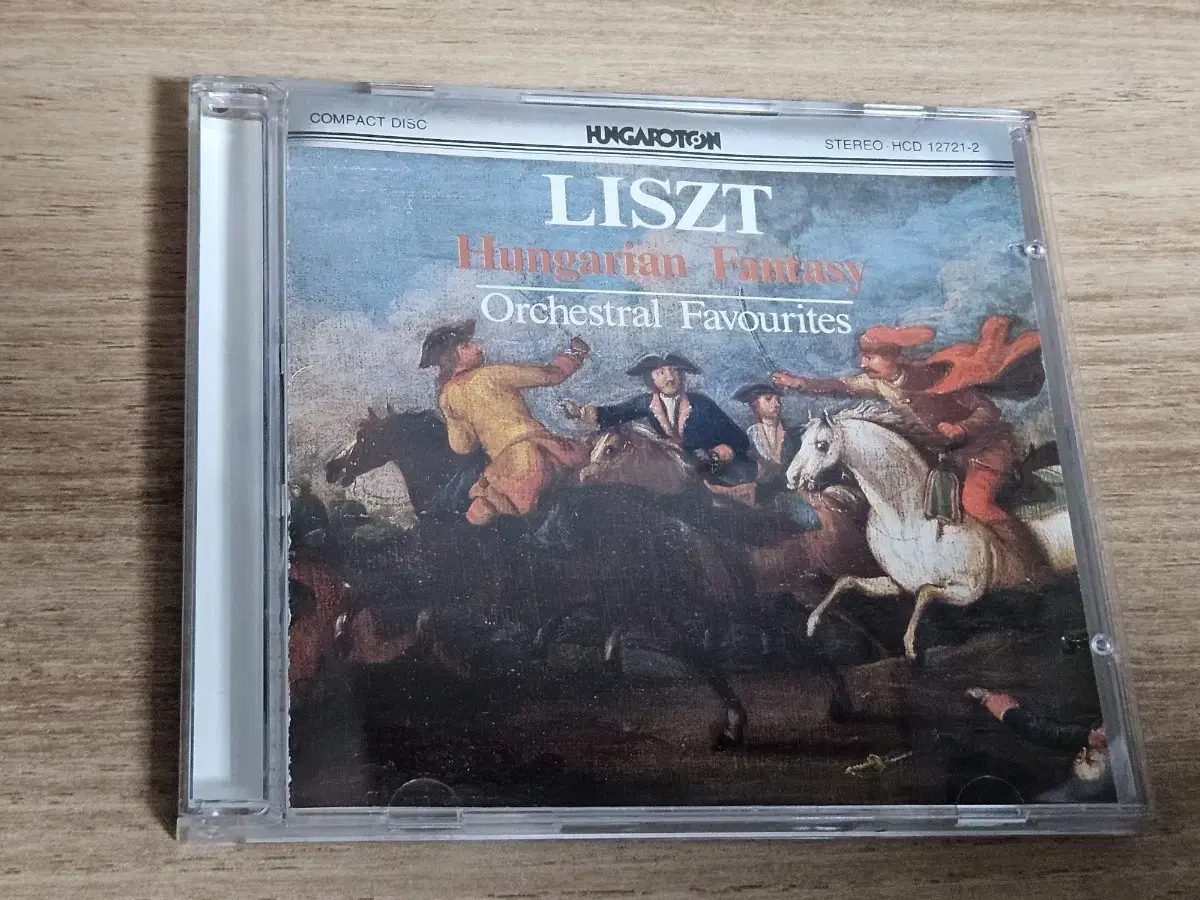 COMPACT DISC
HUNGAROTON
STEREO · HCD 12721-2
LISZT
Hungarian Fantasy
Orchestral Favourites